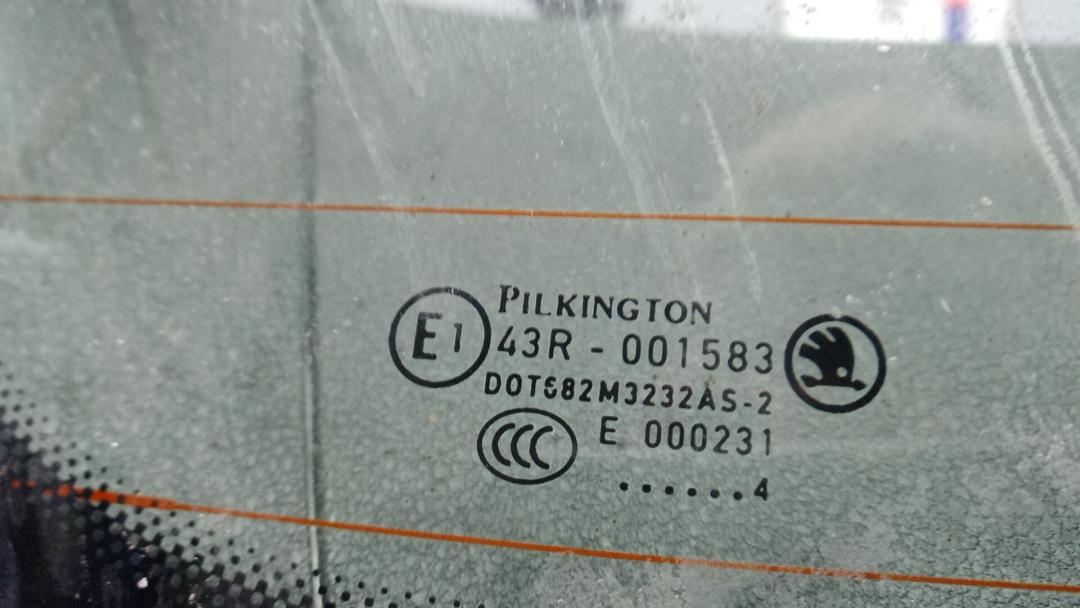 PILKINGTON
E1 43R - 001583
DOT682M3232AS-2
CCC E 000231
......4